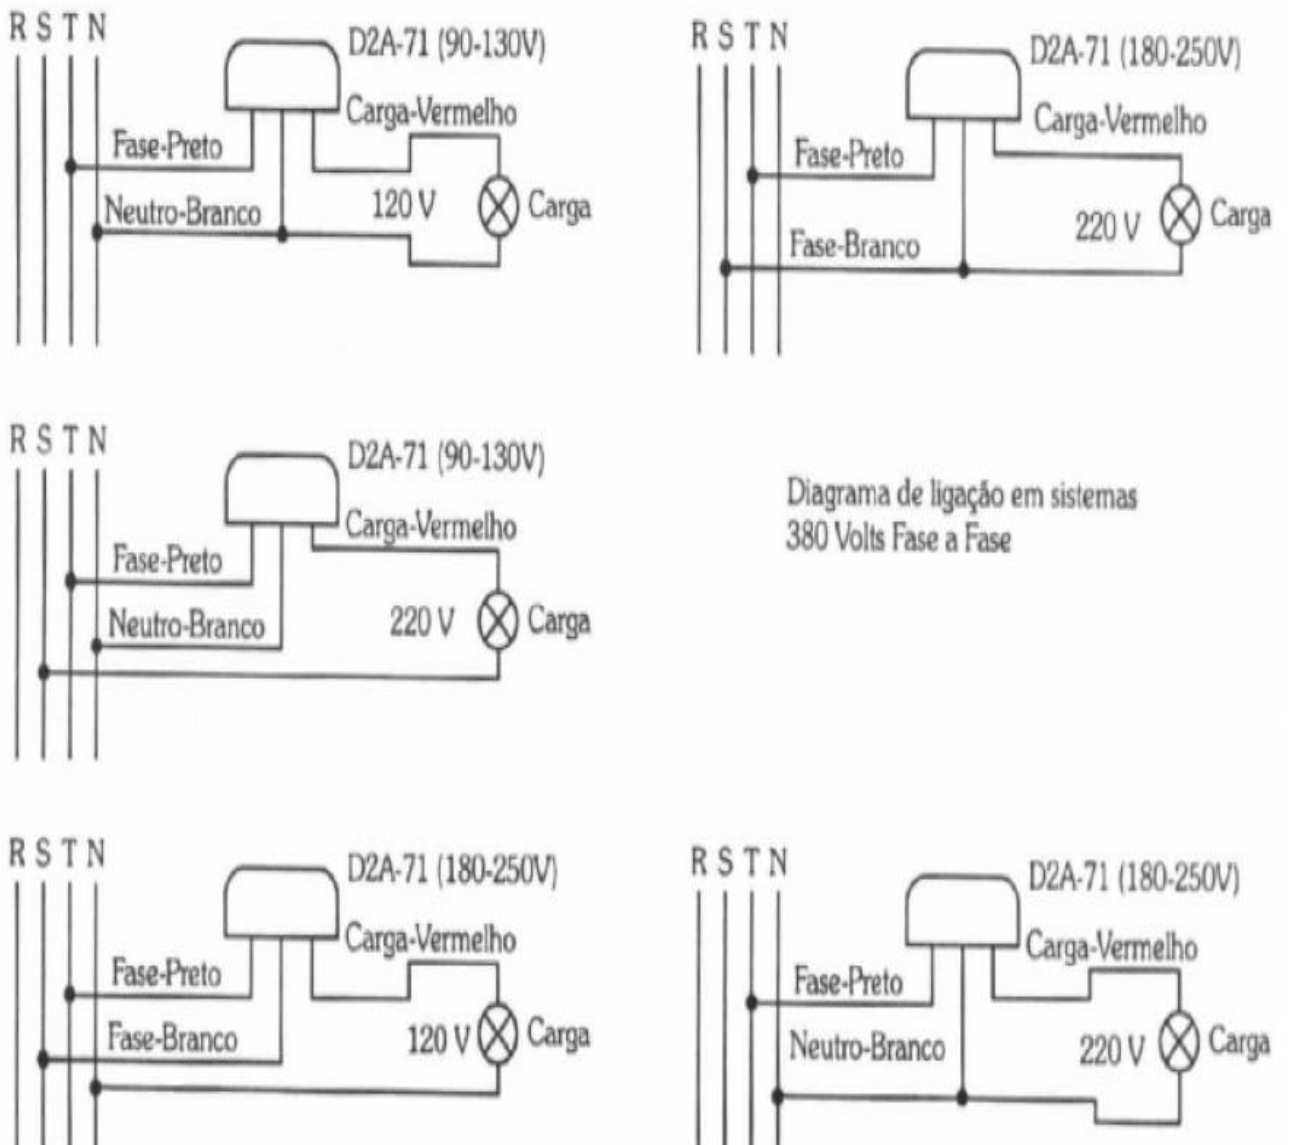 R S T N
D2A-71 (90-130V)
Carga-Vermelho
Fase-Preto
Neutro-Branco
120 V
Carga
R S T N
D2A-71 (180-250V)
Carga-Vermelho
Fase-Preto
Fase-Branco
220 V
Carga
R S T N
D2A-71 (90-130V)
Carga-Vermelho
Fase-Preto
Neutro-Branco
220 V
Carga
Diagrama de ligação em sistemas
380 Volts Fase a Fase
R S T N
D2A-71 (180-250V)
Carga-Vermelho
Fase-Preto
Fase-Branco
120 V
Carga
R S T N
D2A-71 (180-250V)
Carga-Vermelho
Fase-Preto
Neutro-Branco
220 V
Carga